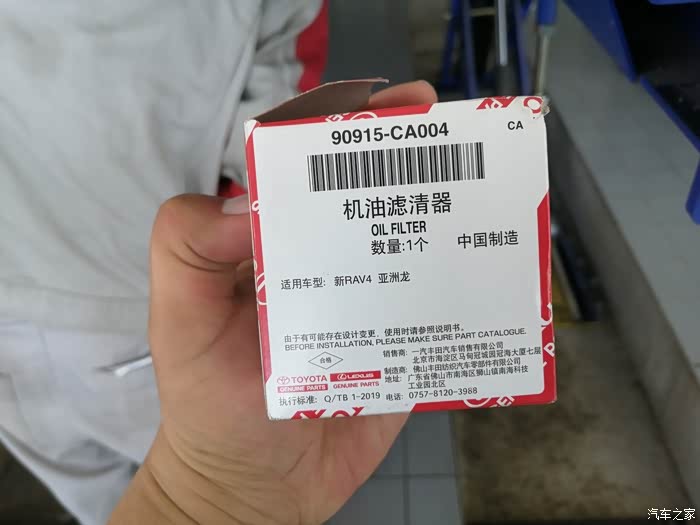 90915-CA004
CA
机油滤清器
OIL FILTER
数量:1个 中国制造
适用车型: 新RAV4 亚洲龙
由于有可能存在设计变更,使用时请参照说明书。
BEFORE INSTALLATION, PLEASE MAKE SURE PART CATALOGUE.
合格
销售商: 一汽丰田汽车销售有限公司
北京市海淀区马甸冠城园冠海大厦七层
制造商: 佛山丰田纺织汽车零部件有限公司
地址: 广东省佛山市南海区狮山镇南海科技
工业园北区
TOYOTA
GENUINE PARTS
LEXUS
GENUINE PARTS
执行标准: Q/TB 1-2019 电话: 0757-8120-3988
汽车之家